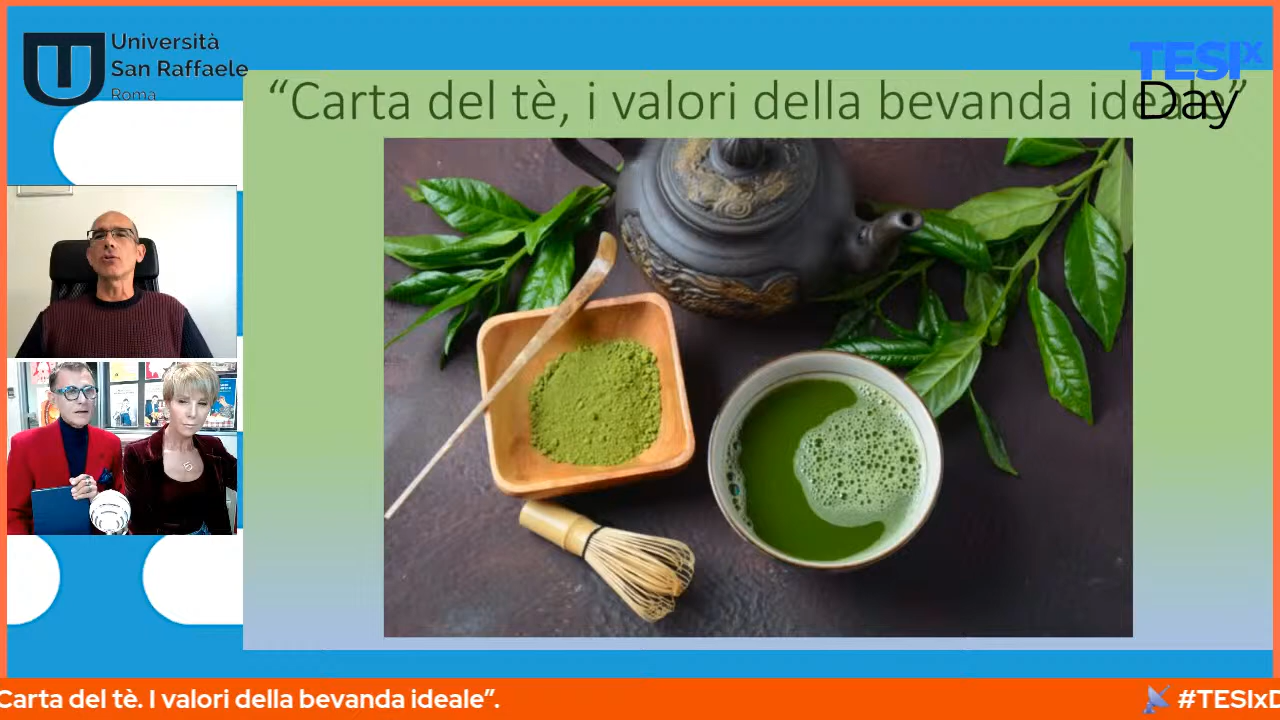 Università
San Raffaele
Roma
TESIx
Day
“Carta del tè, i valori della bevanda ideale”
Carta del tè. I valori della bevanda ideale”.
#TESIxD